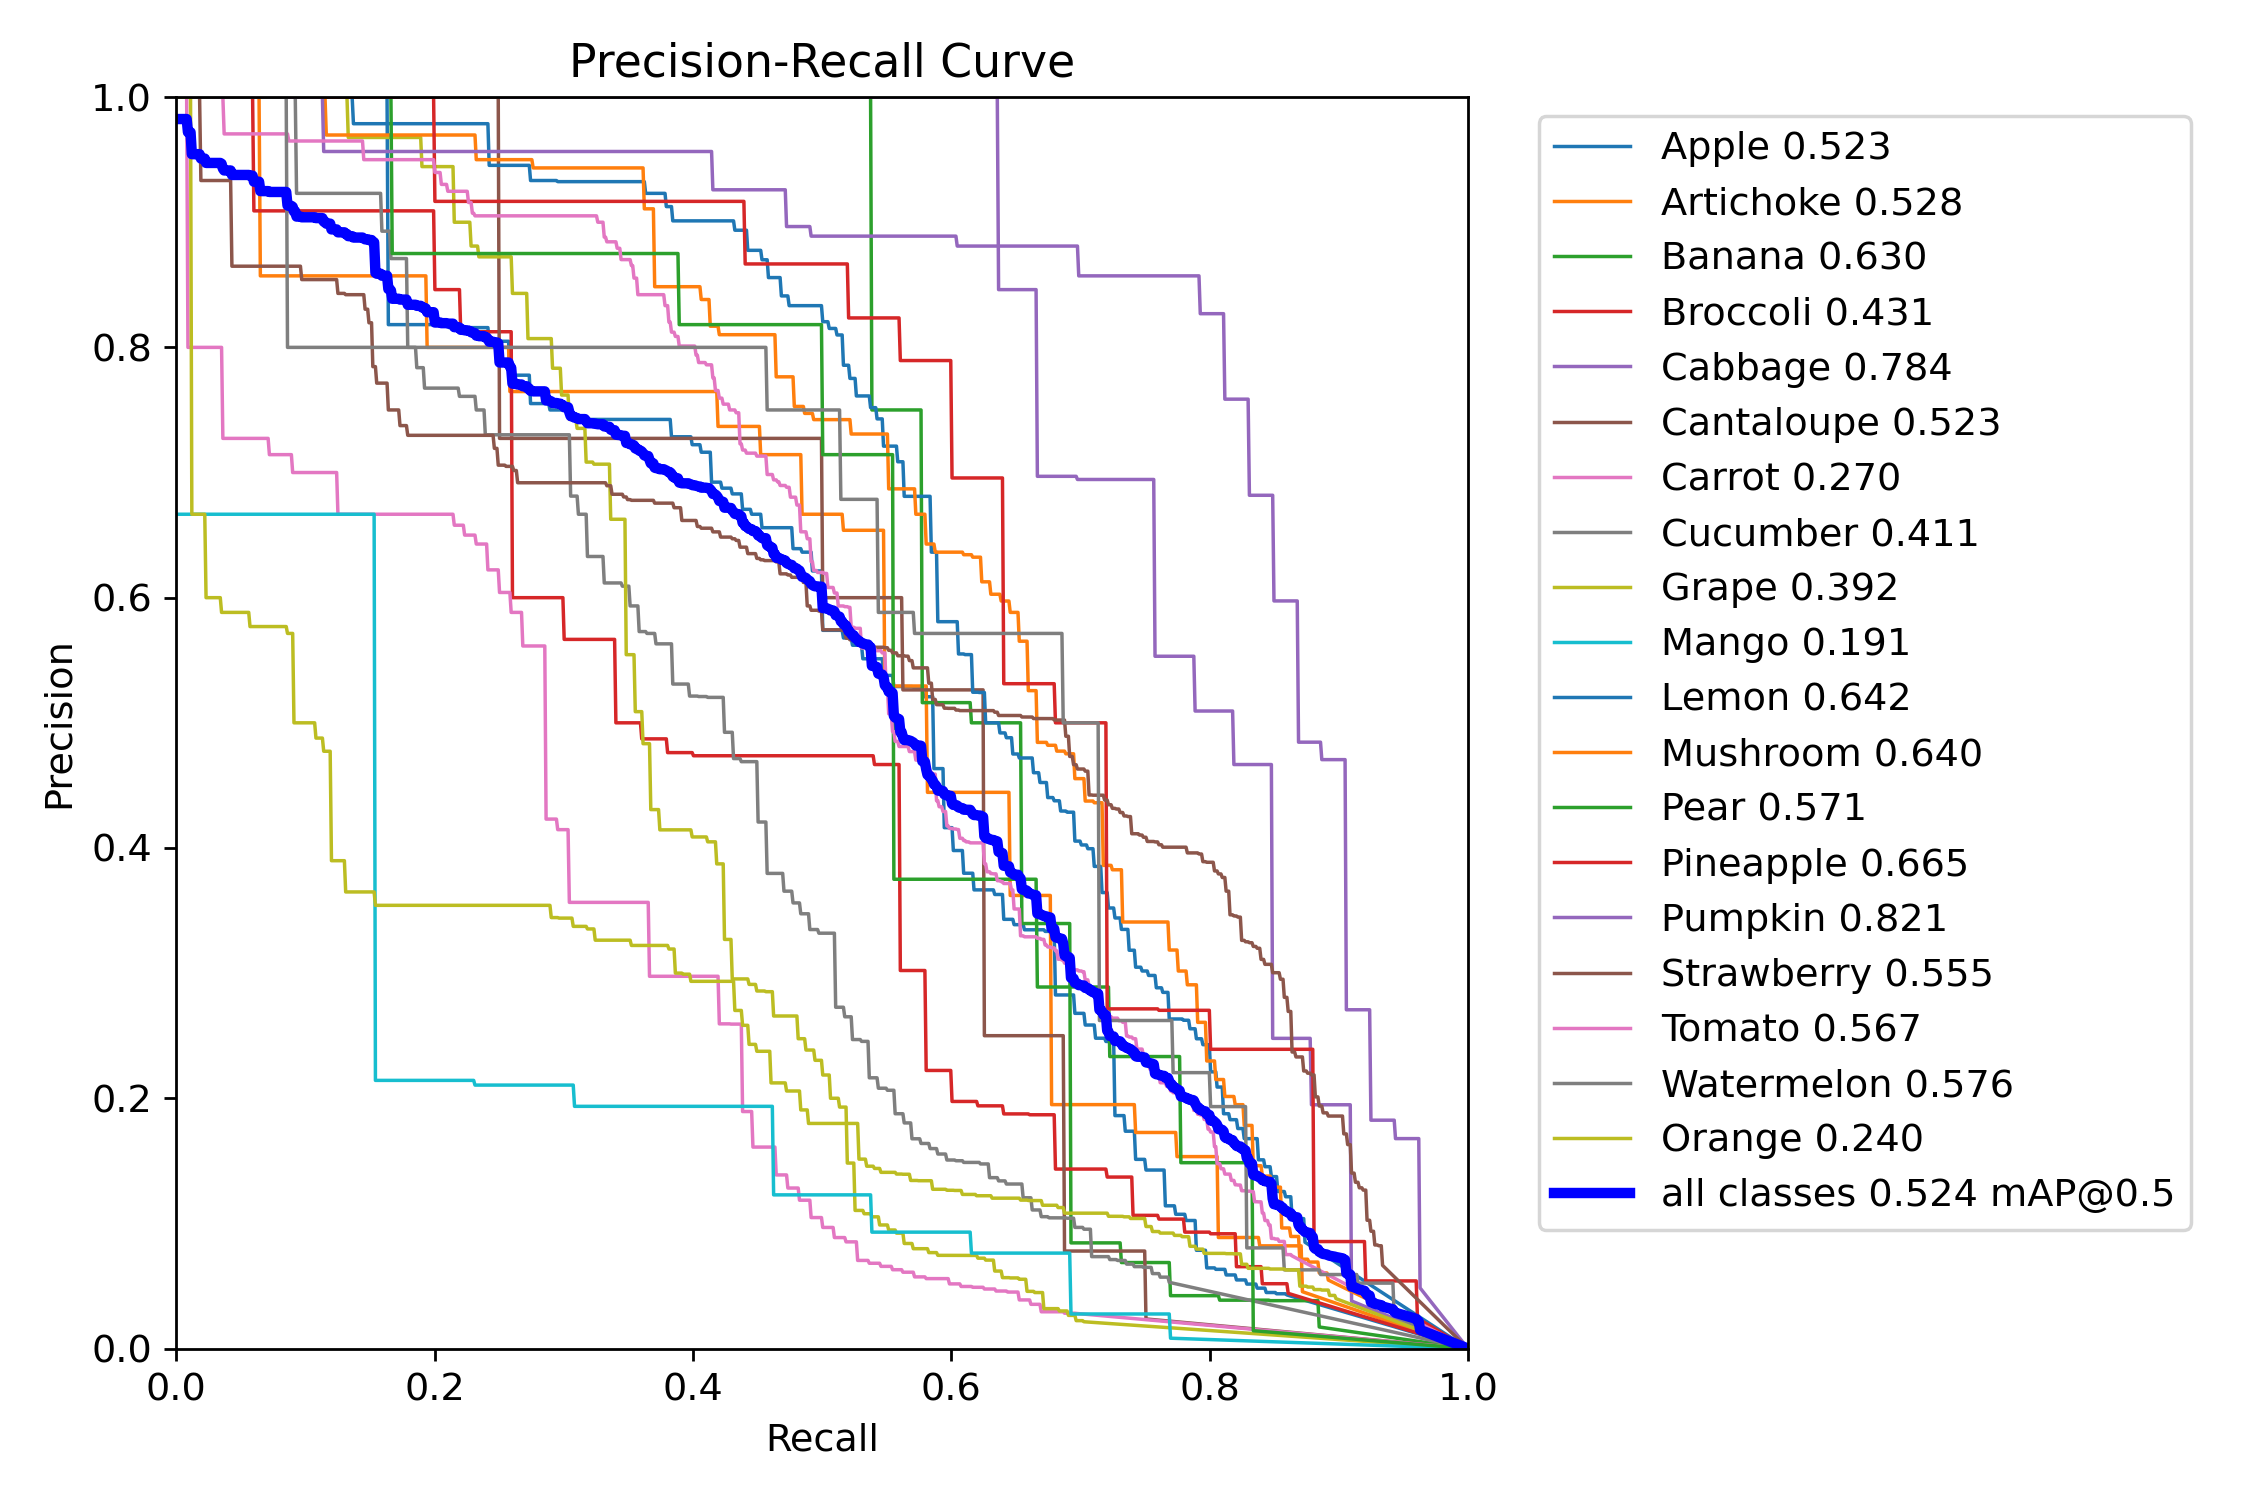 Precision-Recall Curve
1.0
0.8
0.6
0.4
0.2
0.0
Precision
0.0 0.2 0.4 0.6 0.8 1.0
Recall
Apple 0.523
Artichoke 0.528
Banana 0.630
Broccoli 0.431
Cabbage 0.784
Cantaloupe 0.523
Carrot 0.270
Cucumber 0.411
Grape 0.392
Mango 0.191
Lemon 0.642
Mushroom 0.640
Pear 0.571
Pineapple 0.665
Pumpkin 0.821
Strawberry 0.555
Tomato 0.567
Watermelon 0.576
Orange 0.240
all classes 0.524 mAP@0.5